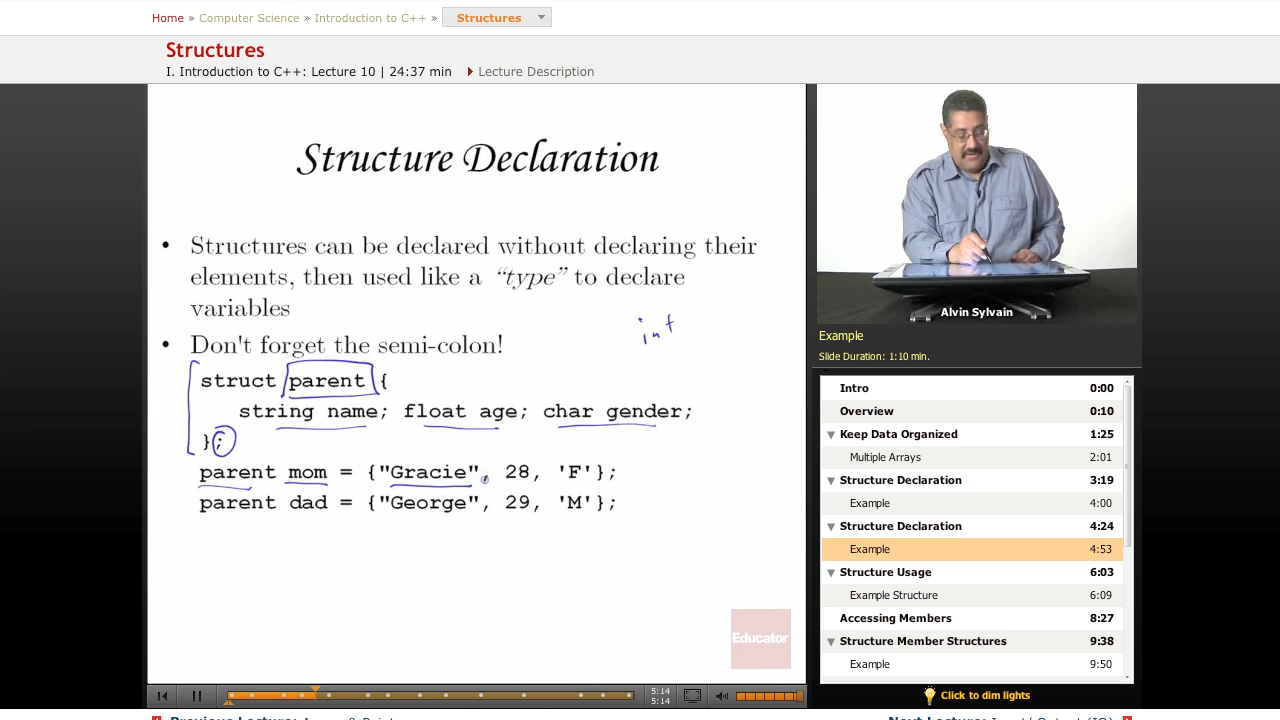 Home » Computer Science » Introduction to C++ » Structures
Structures
I. Introduction to C++: Lecture 10 | 24:37 min Lecture Description
Structure Declaration
• Structures can be declared without declaring their
elements, then used like a "type" to declare
variables
int
• Don't forget the semi-colon!
struct parent {
string name; float age; char gender;
};
parent mom = {"Gracie", 28, 'F'};
parent dad = {"George", 29, 'M'};
Educator
5:14
5:14
Alvin Sylvain
Example
Slide Duration: 1:10 min.
Intro 0:00
Overview 0:10
Keep Data Organized 1:25
Multiple Arrays 2:01
Structure Declaration 3:19
Example 4:00
Structure Declaration 4:24
Example 4:53
Structure Usage 6:03
Example Structure 6:09
Accessing Members 8:27
Structure Member Structures 9:38
Example 9:50
Click to dim lights
Previous Lecture:
Next Lecture: